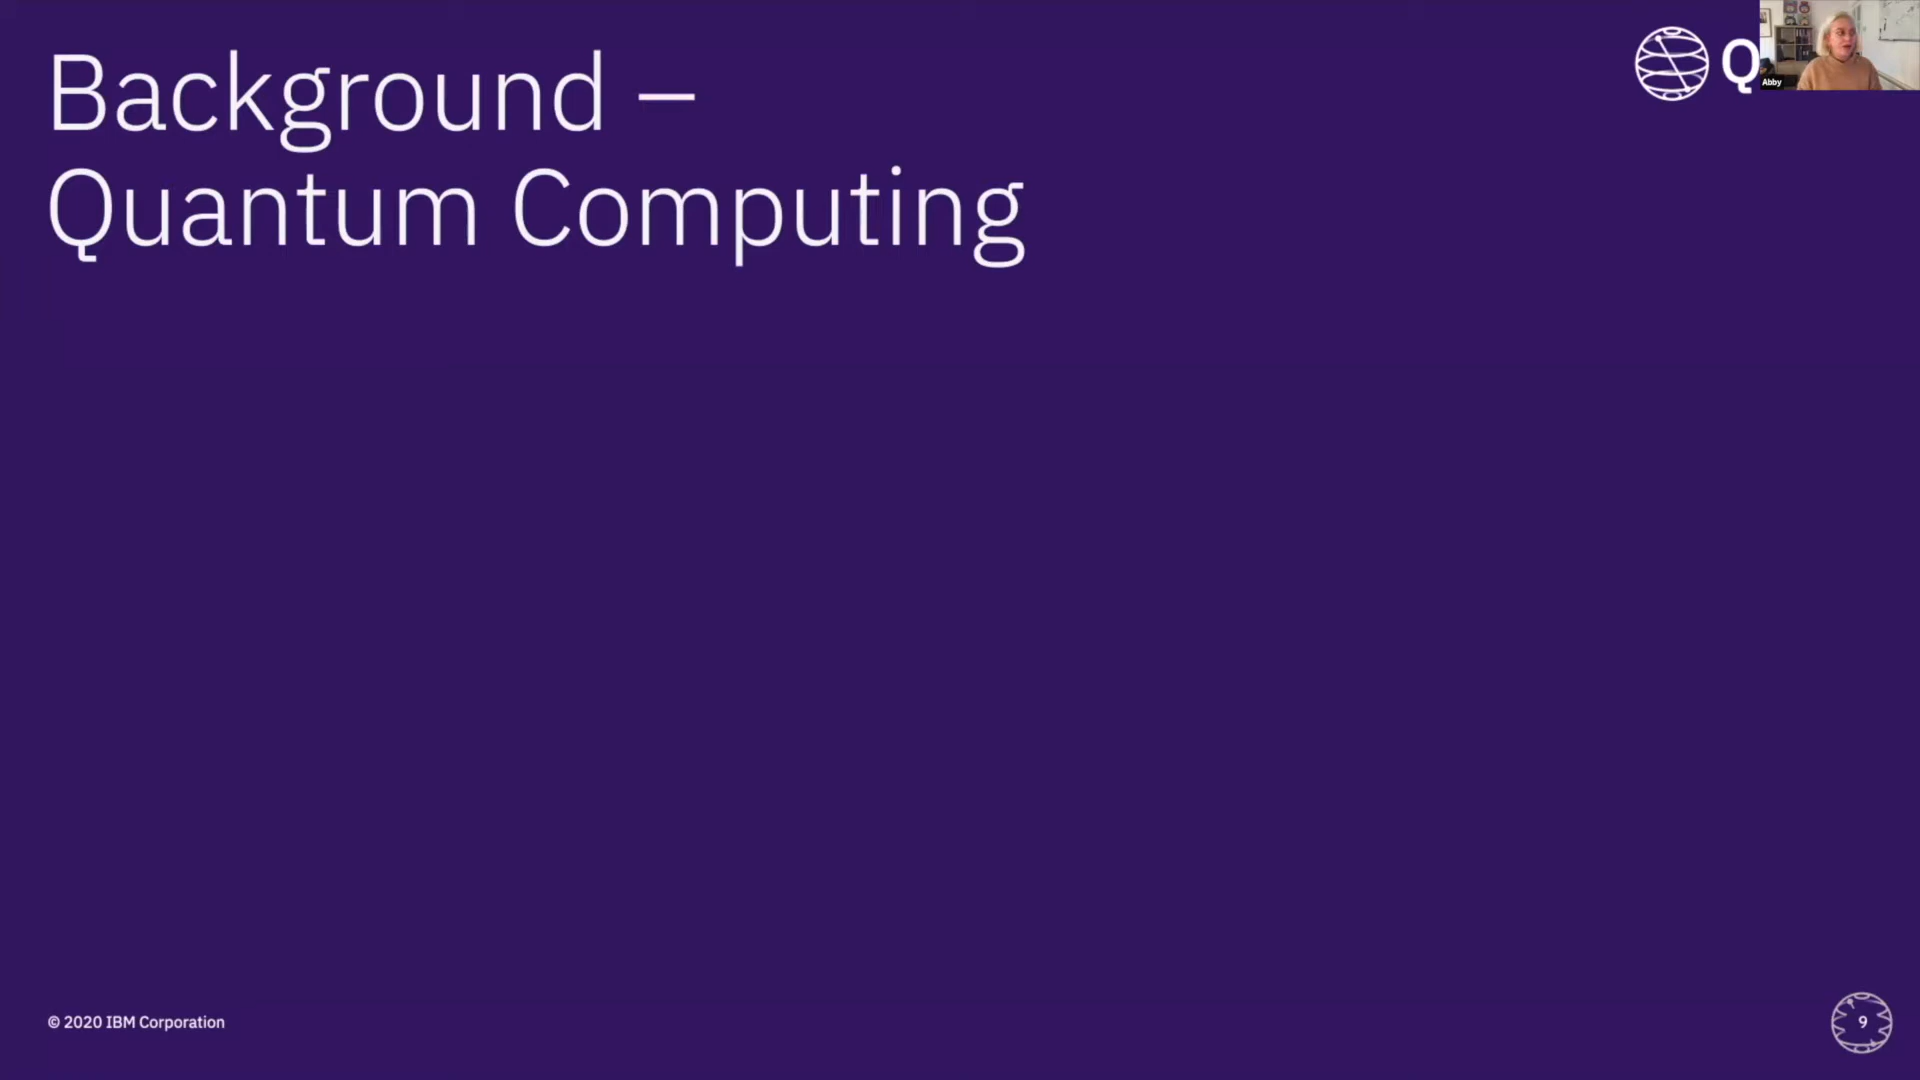 Background –
Quantum Computing
Q
Abby
© 2020 IBM Corporation
9